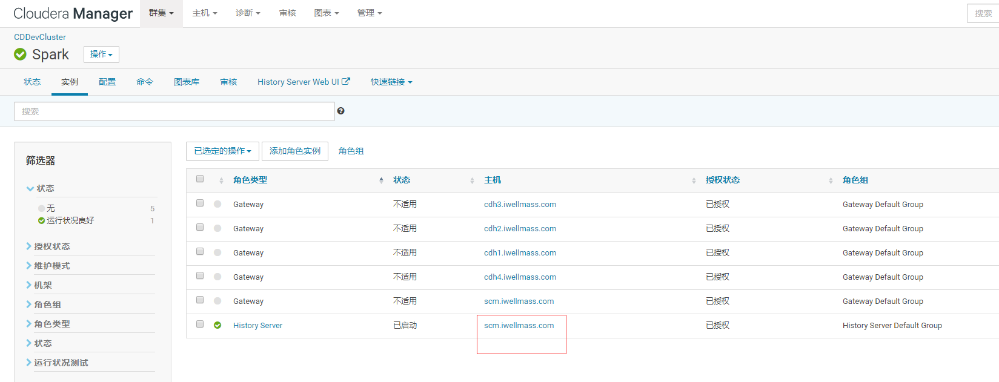 Cloudera Manager 群集 主机 诊断 审核 图表 管理 搜索
CDDevCluster
Spark 操作
状态 实例 配置 命令 图表库 审核 History Server Web UI 快速链接
搜索
筛选器
状态
无 5
运行状况良好 1
授权状态
维护模式
机架
角色组
角色类型
状态
运行状况测试
已选定的操作 添加角色实例 角色组
角色类型 状态 主机 授权状态 角色组
Gateway 不适用 cdh3.iwellmass.com 已授权 Gateway Default Group
Gateway 不适用 cdh2.iwellmass.com 已授权 Gateway Default Group
Gateway 不适用 cdh1.iwellmass.com 已授权 Gateway Default Group
Gateway 不适用 cdh4.iwellmass.com 已授权 Gateway Default Group
Gateway 不适用 scm.iwellmass.com 已授权 Gateway Default Group
History Server 已启动 scm.iwellmass.com 已授权 History Server Default Group